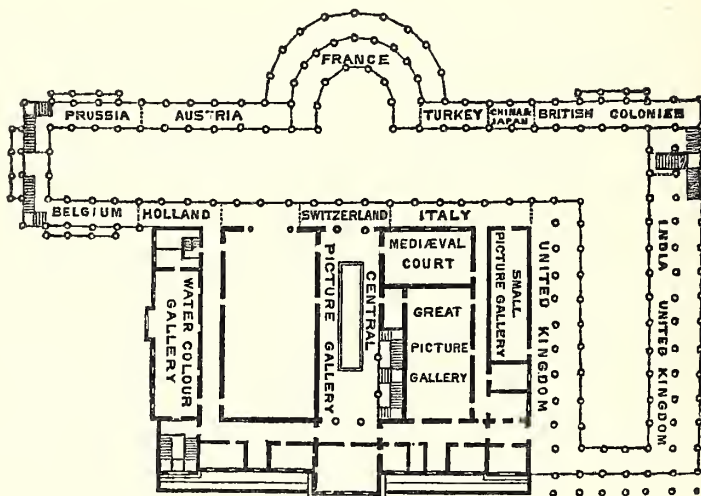 FRANCE
PRUSSIA
AUSTRIA
TURKEY
CHINA &
JAPAN
BRITISH COLONIES
BELGIUM
HOLLAND
SWITZERLAND
ITALY
WATER COLOUR
GALLERY
CENTRAL
PICTURE GALLERY
MEDIÆVAL
COURT
GREAT
PICTURE
GALLERY
SMALL
PICTURE GALLERY
UNITED KINGDOM
INDIA UNITED KINGDOM